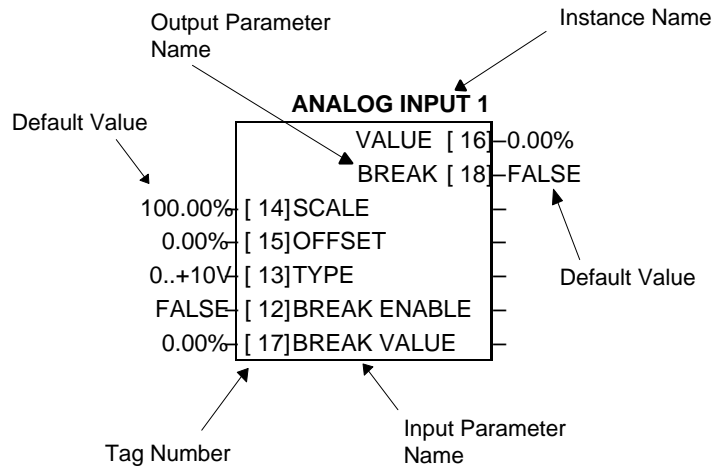 Output Parameter
Name
Instance Name
ANALOG INPUT 1
Default Value
VALUE [ 16] 0.00%
BREAK [ 18] FALSE
100.00% [ 14]SCALE
0.00% [ 15]OFFSET
0..+10V [ 13]TYPE
FALSE [ 12]BREAK ENABLE
0.00% [ 17]BREAK VALUE
Default Value
Tag Number
Input Parameter
Name